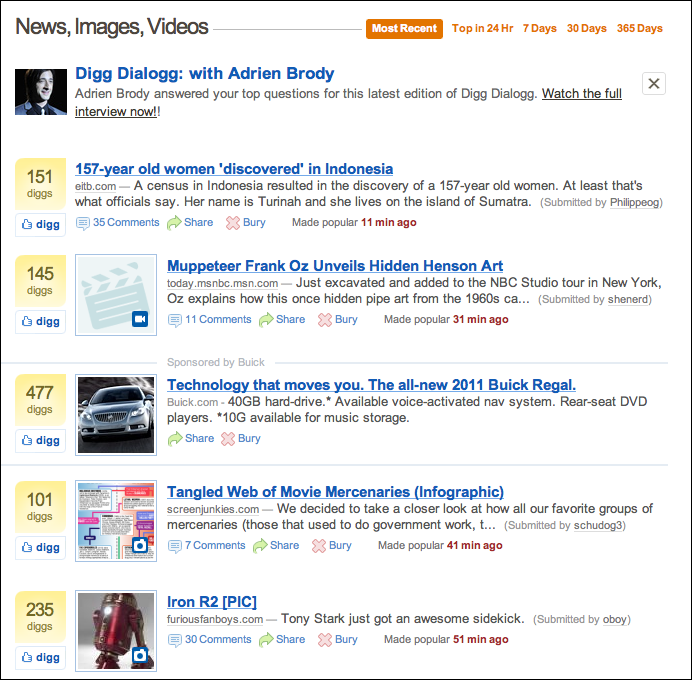 News, Images, Videos
Most Recent Top in 24 Hr 7 Days 30 Days 365 Days
Digg Dialogg: with Adrien Brody
Adrien Brody answered your top questions for this latest edition of Digg Dialogg. Watch the full
interview now!!
151
diggs
digg
157-year old women 'discovered' in Indonesia
eitb.com — A census in Indonesia resulted in the discovery of a 157-year old women. At least that's
what officials say. Her name is Turinah and she lives on the island of Sumatra. (Submitted by Philippeog)
35 Comments Share Bury Made popular 11 min ago
145
diggs
digg
Muppeteer Frank Oz Unveils Hidden Henson Art
today.msnbc.msn.com — Just excavated and added to the NBC Studio tour in New York,
Oz explains how this once hidden pipe art from the 1960s ca... (Submitted by shenerd)
11 Comments Share Bury Made popular 31 min ago
Sponsored by Buick
477
diggs
digg
Technology that moves you. The all-new 2011 Buick Regal.
Buick.com - 40GB hard-drive.* Available voice-activated nav system. Rear-seat DVD
players. *10G available for music storage.
Share Bury
101
diggs
digg
Tangled Web of Movie Mercenaries (Infographic)
screenjunkies.com — We decided to take a closer look at how all our favorite groups of
mercenaries (those that used to do government work, t... (Submitted by schudog3)
7 Comments Share Bury Made popular 41 min ago
235
diggs
digg
Iron R2 [PIC]
furiousfanboys.com — Tony Stark just got an awesome sidekick. (Submitted by oboy)
30 Comments Share Bury Made popular 51 min ago